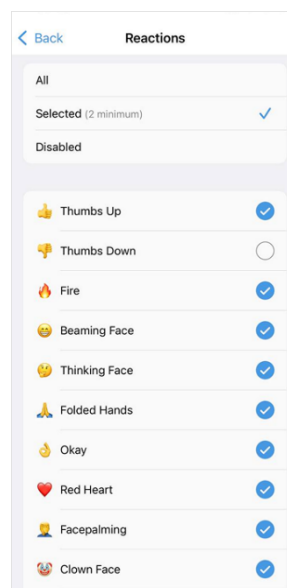 Back Reactions
All
Selected (2 minimum)
Disabled
Thumbs Up
Thumbs Down
Fire
Beaming Face
Thinking Face
Folded Hands
Okay
Red Heart
Facepalming
Clown Face